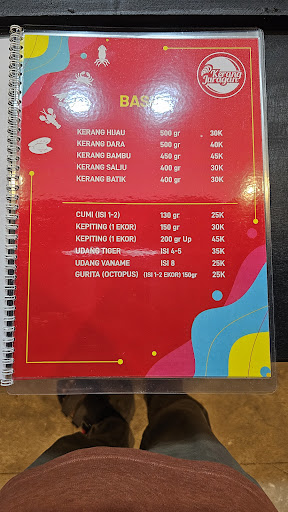 Kerang Juragan
BAS
KERANG HIJAU 500 gr 30K
KERANG DARA 500 gr 40K
KERANG BAMBU 450 gr 45K
KERANG SALJU 400 gr 30K
KERANG BATIK 400 gr 30K
CUMI (ISI 1-2) 130 gr 25K
KEPITING (1 EKOR) 150 gr 30K
KEPITING (1 EKOR) 200 gr Up 45K
UDANG TIGER ISI 4-5 35K
UDANG VANAME ISI 8 25K
GURITA (OCTOPUS) (ISI 1-2 EKOR) 150gr 25K